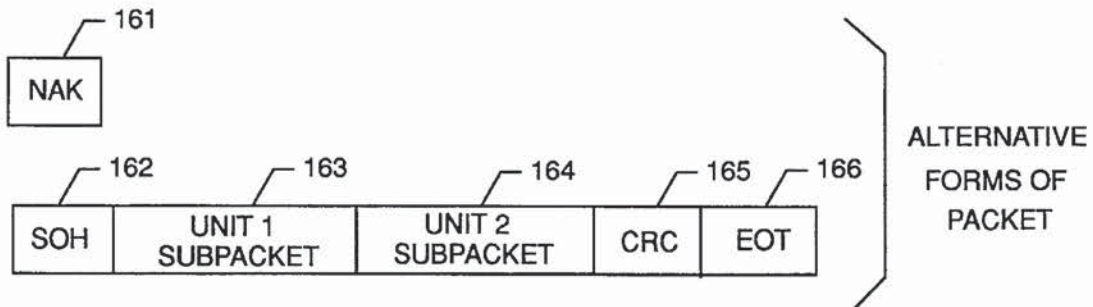 161
NAK
162 163 164 165 166
SOH UNIT 1 SUBPACKET UNIT 2 SUBPACKET CRC EOT
ALTERNATIVE
FORMS OF
PACKET